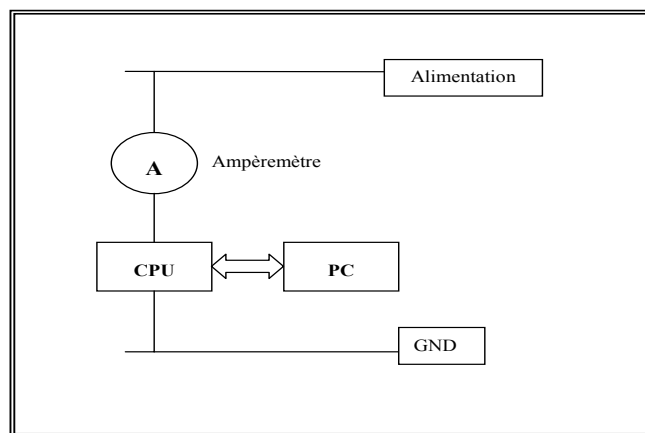 Alimentation
A
Ampèremètre
CPU
PC
GND